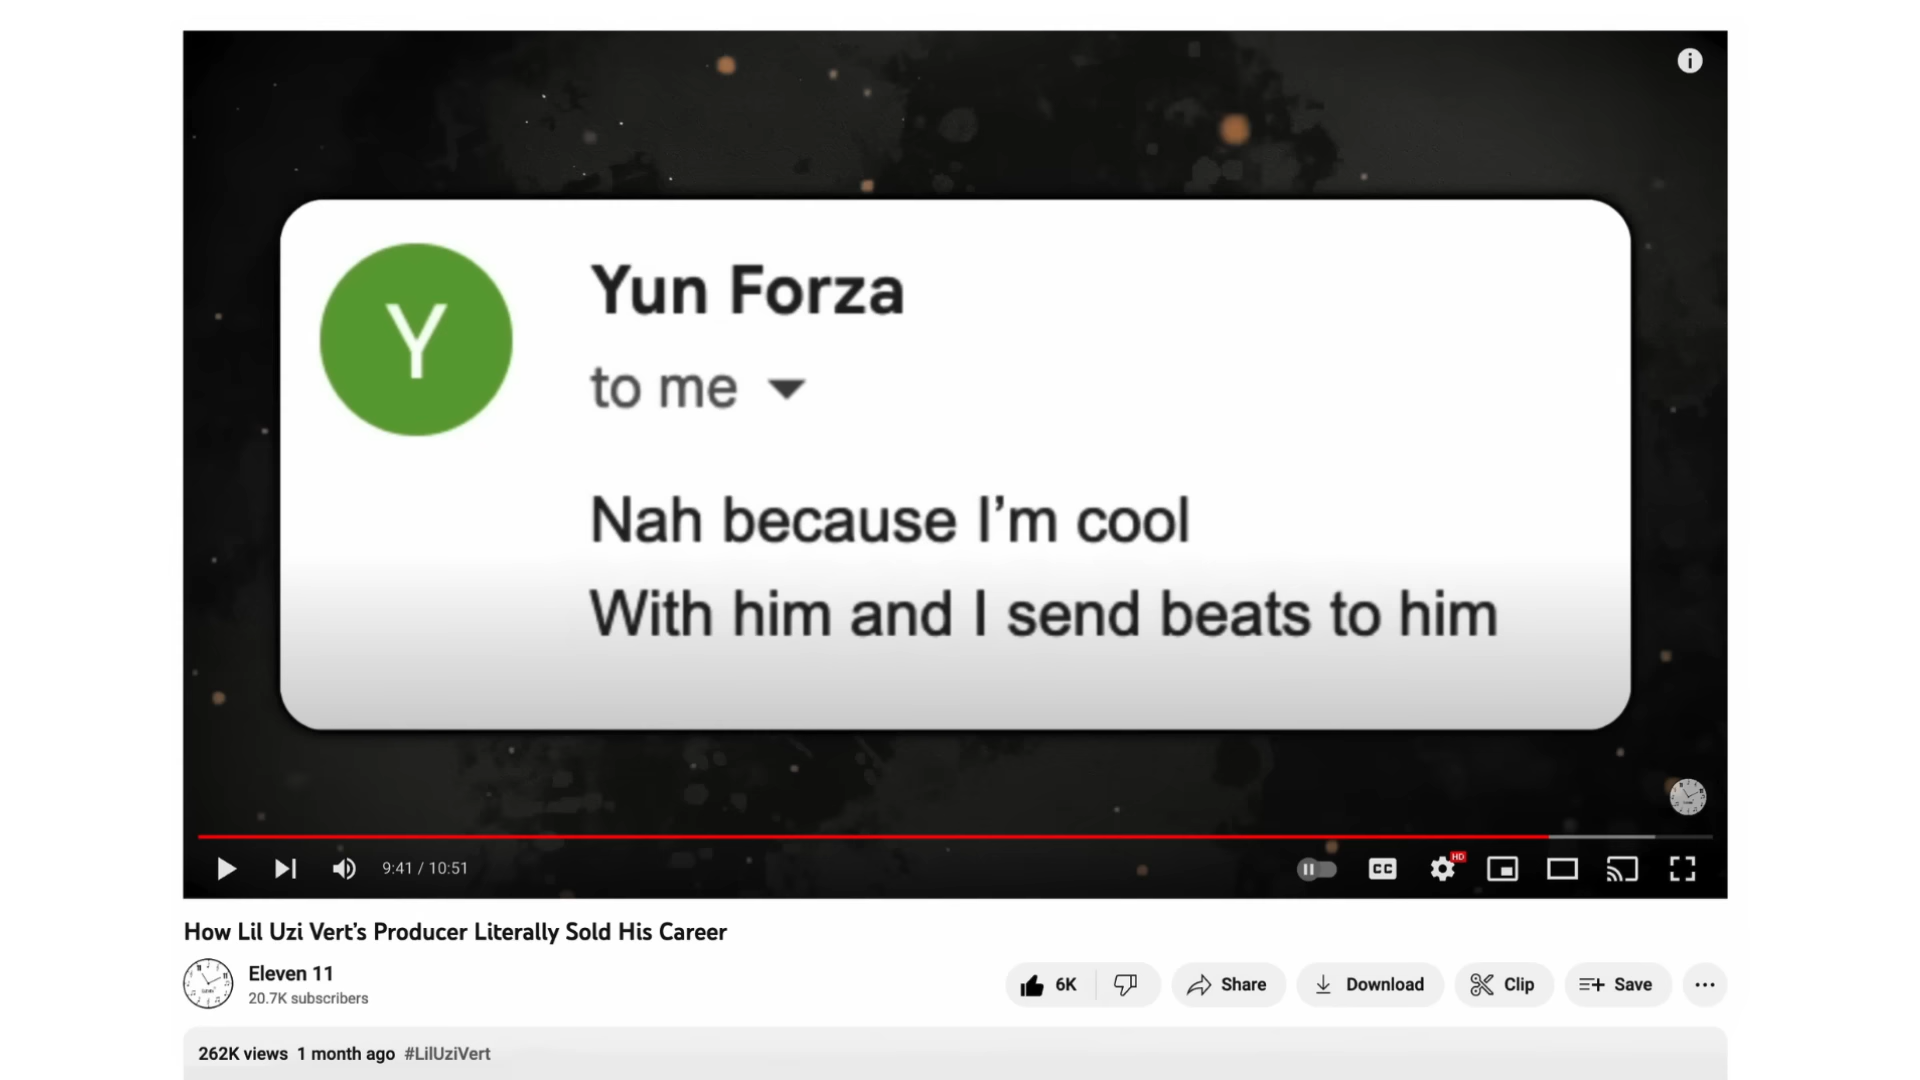 Y
Yun Forza
to me
Nah because I'm cool
With him and I send beats to him
9:41 / 10:51
CC
HD
How Lil Uzi Vert's Producer Literally Sold His Career
Eleven 11
20.7K subscribers
6K
Share
Download
Clip
Save
262K views 1 month ago #LilUziVert